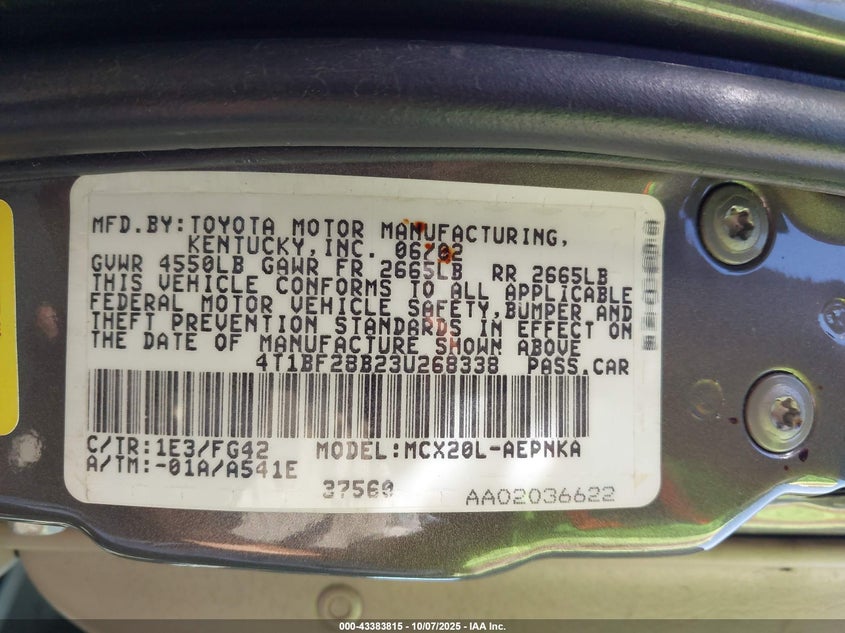 MFD.BY:TOYOTA MOTOR MANUFACTURING,
KENTUCKY,INC. 06/02
GVWR 4550LB GAWR FR 2665LB RR 2665LB
THIS VEHICLE CONFORMS TO ALL APPLICABLE
FEDERAL MOTOR VEHICLE SAFETY,BUMPER AND
THEFT PREVENTION STANDARDS IN EFFECT ON
THE DATE OF MANUFACTURE SHOWN ABOVE
4T1BF28B23U268338 PASS.CAR
C/TR:1E3/FG42 MODEL:MCX20L-AEPNKA
A/TM:-01A/A541E
37560
AA02036622
000-43383815 - 10/07/2025 - IAA Inc.